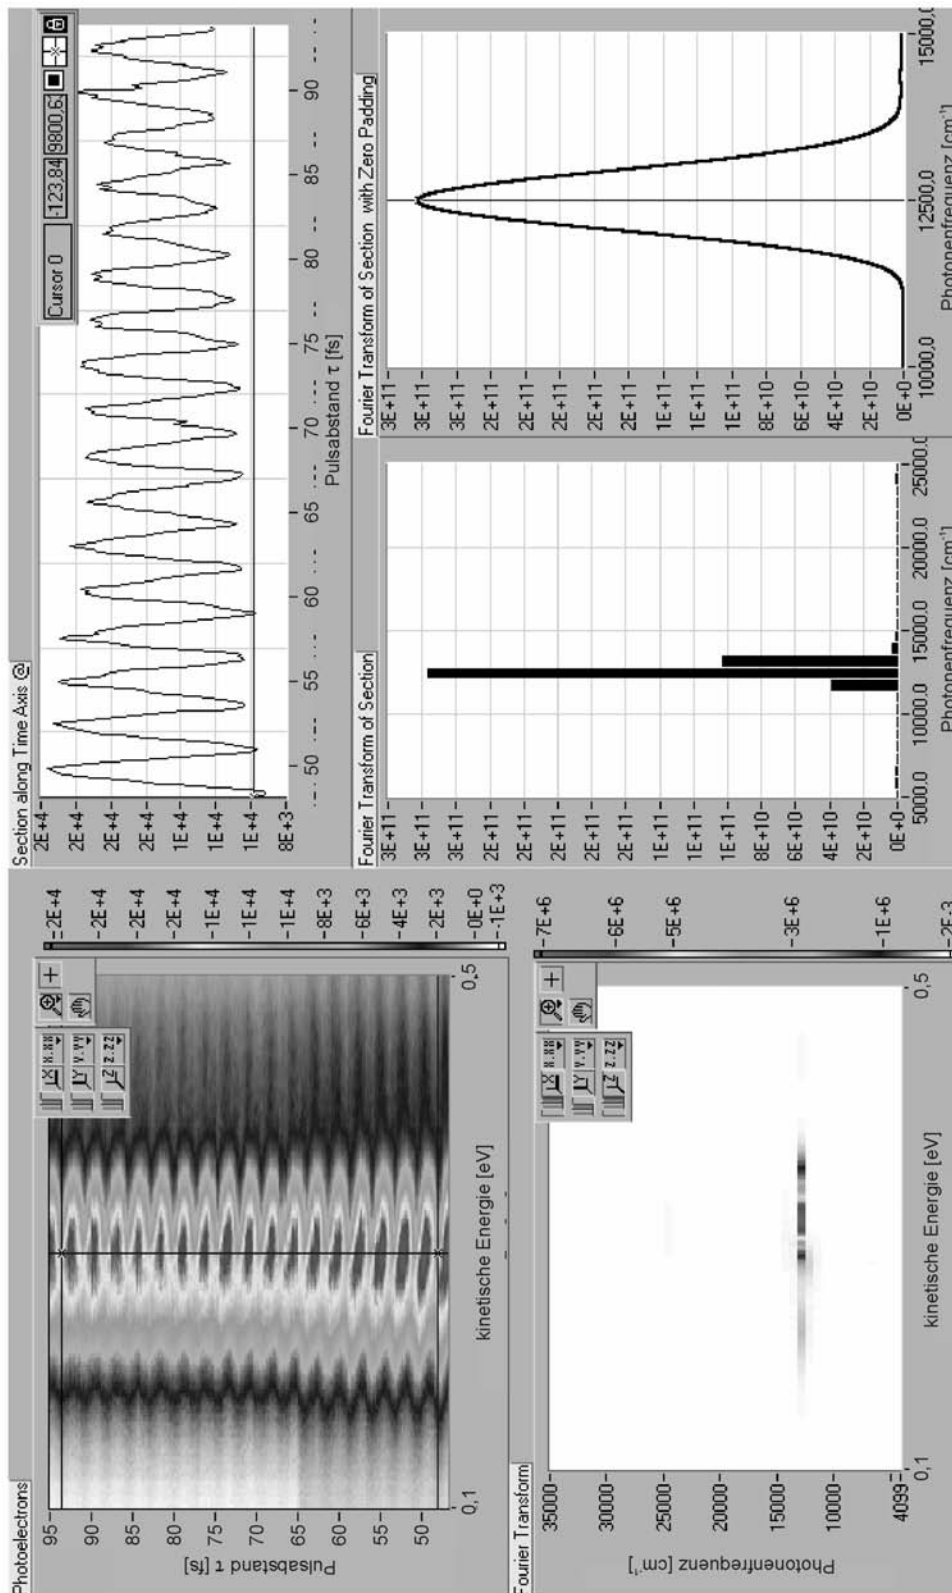 Photoelectrons
X x.xx
Y y.yy
Z z.zz
95
90
85
80
75
70
65
60
55
50
Pulsabstand τ [fs]
0,1
0,5
kinetische Energie [eV]
-2E+4
-2E+4
-2E+4
-1E+4
-1E+4
-1E+4
-8E+3
-6E+3
-4E+3
-2E+3
-0E+0
-1E+3
Section along Time Axis @
Cursor 0
-123,84
9800,6
2E+4
2E+4
2E+4
2E+4
1E+4
1E+4
1E+4
8E+3
50
55
60
65
70
75
80
85
90
Pulsabstand τ [fs]
Fourier Transform
X x.xx
Y y.yy
Z z.zz
35000
30000
25000
20000
15000
10000
4099
Photonenfrequenz [cm⁻¹]
0,1
0,5
kinetische Energie [eV]
-7E+6
-6E+6
-5E+6
-3E+6
-1E+6
-2E-3
Fourier Transform of Section
3E+11
3E+11
3E+11
2E+11
2E+11
2E+11
2E+11
2E+11
1E+11
1E+11
1E+11
8E+10
6E+10
4E+10
2E+10
0E+0
5000.0
10000.0
15000.0
20000.0
25000.0
Photonenfrequenz [cm⁻¹]
Fourier Transform of Section with Zero Padding
3E+11
3E+11
3E+11
2E+11
2E+11
2E+11
2E+11
2E+11
1E+11
1E+11
1E+11
8E+10
6E+10
4E+10
2E+10
0E+0
10000,0
12500,0
15000,0
Photonenfrequenz [cm⁻¹]